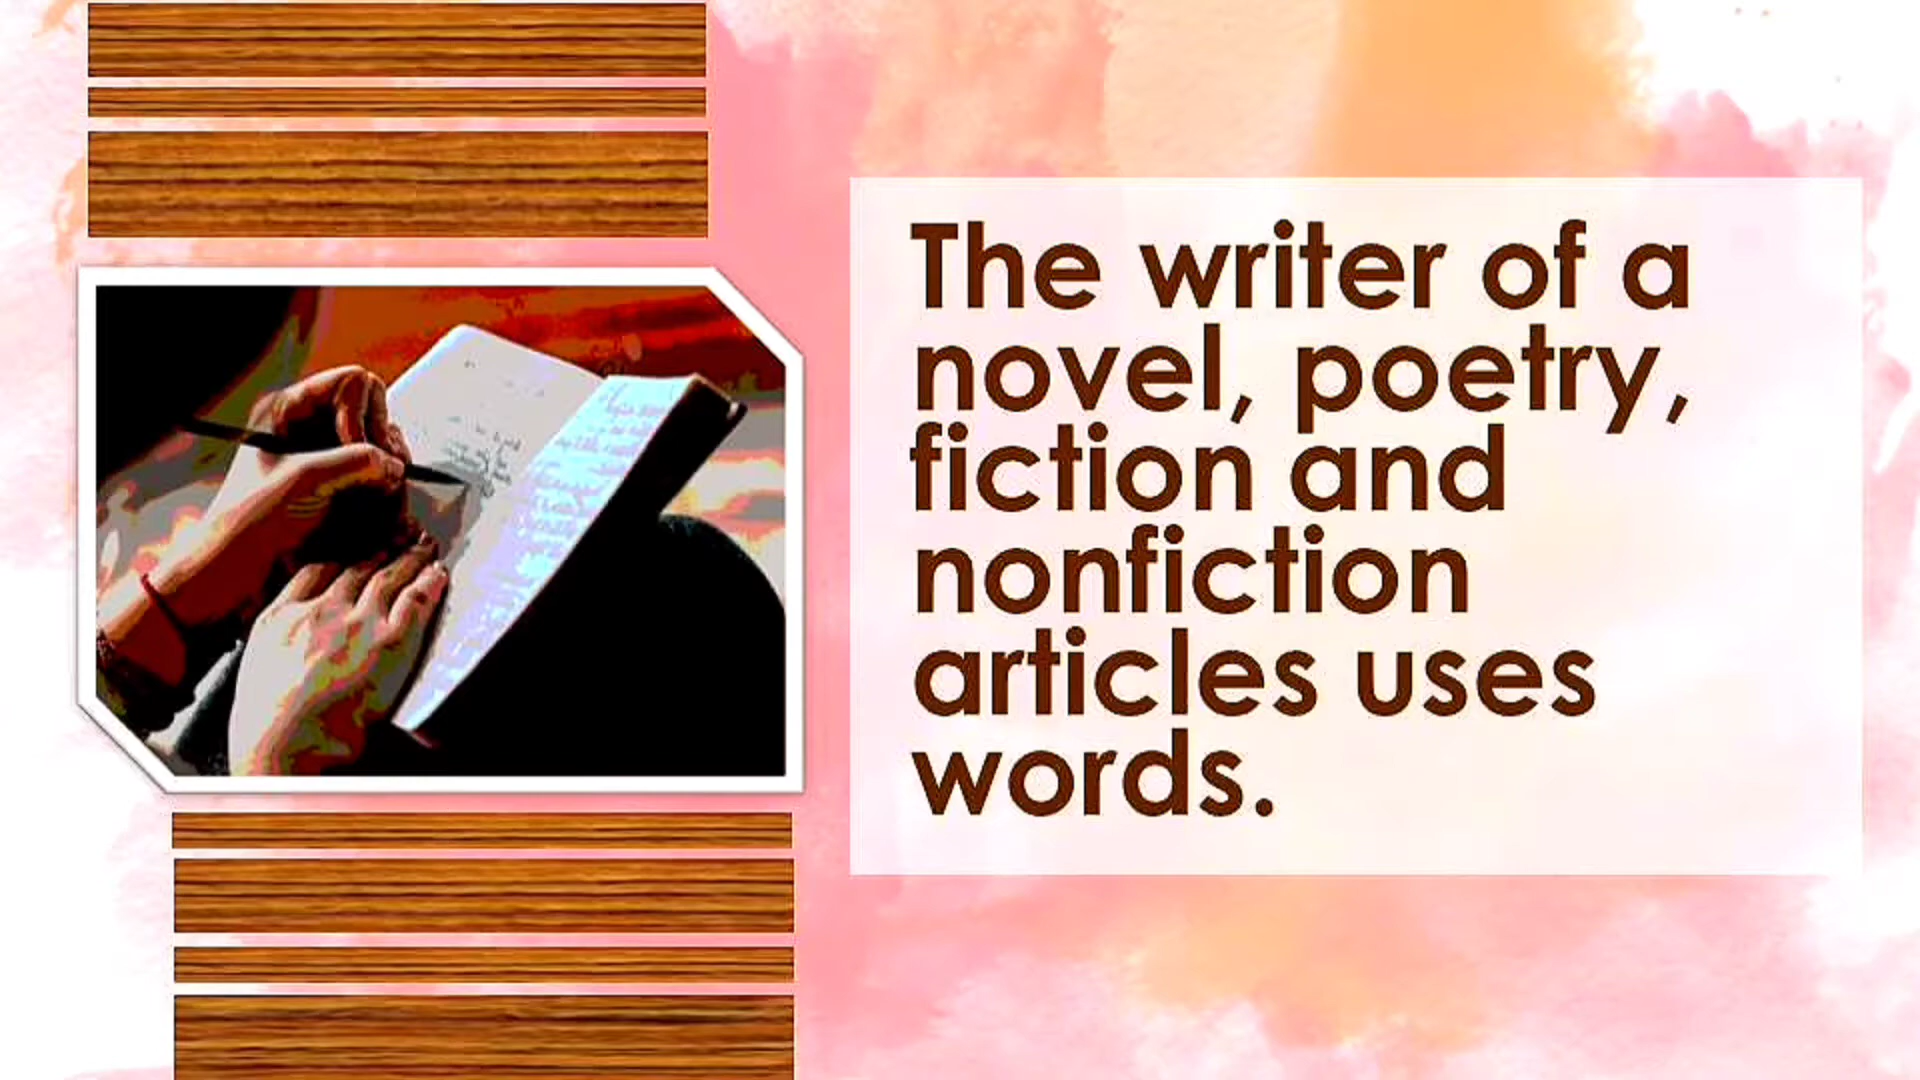 The writer of a
novel, poetry,
fiction and
nonfiction
articles uses
words.